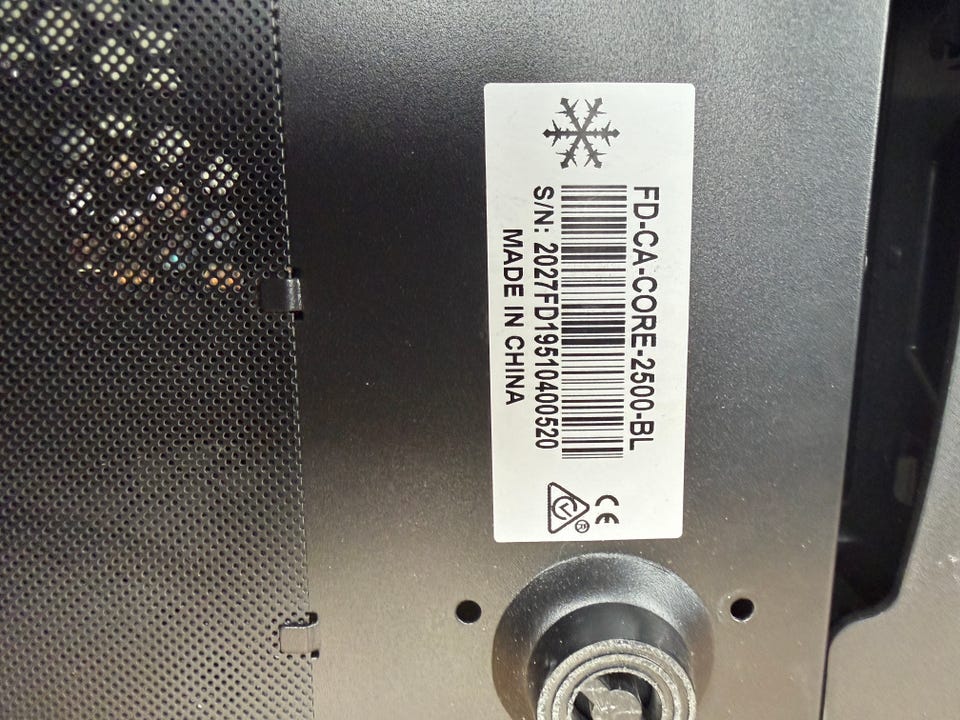 FD-CA-CORE-2500-BL
S/N: 2027FD19510400520
MADE IN CHINA
CE